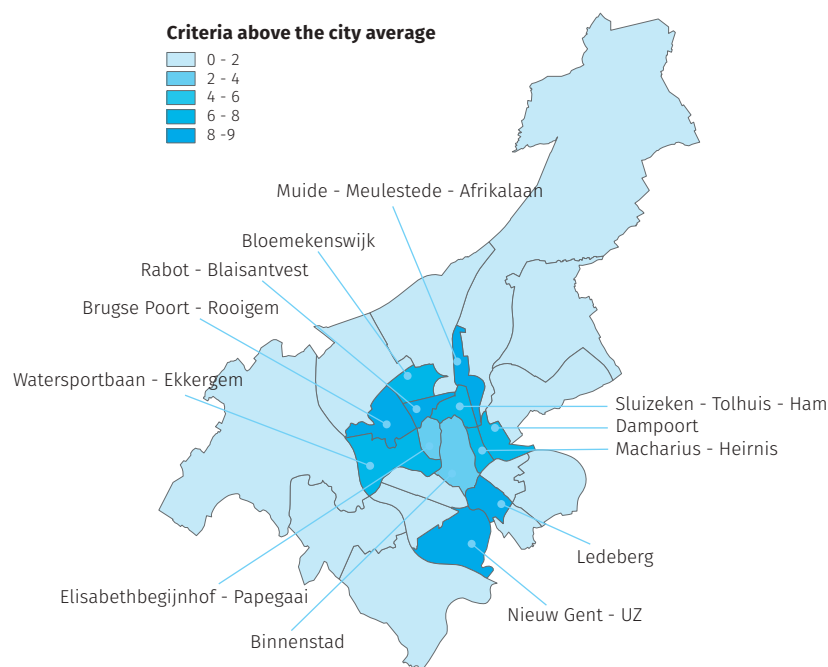 Criteria above the city average
0 - 2
2 - 4
4 - 6
6 - 8
8 -9
Muide - Meulestede - Afrikalaan
Bloemekenswijk
Rabot - Blaisantvest
Brugse Poort - Rooigem
Watersportbaan - Ekkergem
Sluizeken - Tolhuis - Ham
Dampoort
Macharius - Heirnis
Ledeberg
Elisabethbegijnhof - Papegaai
Nieuw Gent - UZ
Binnenstad